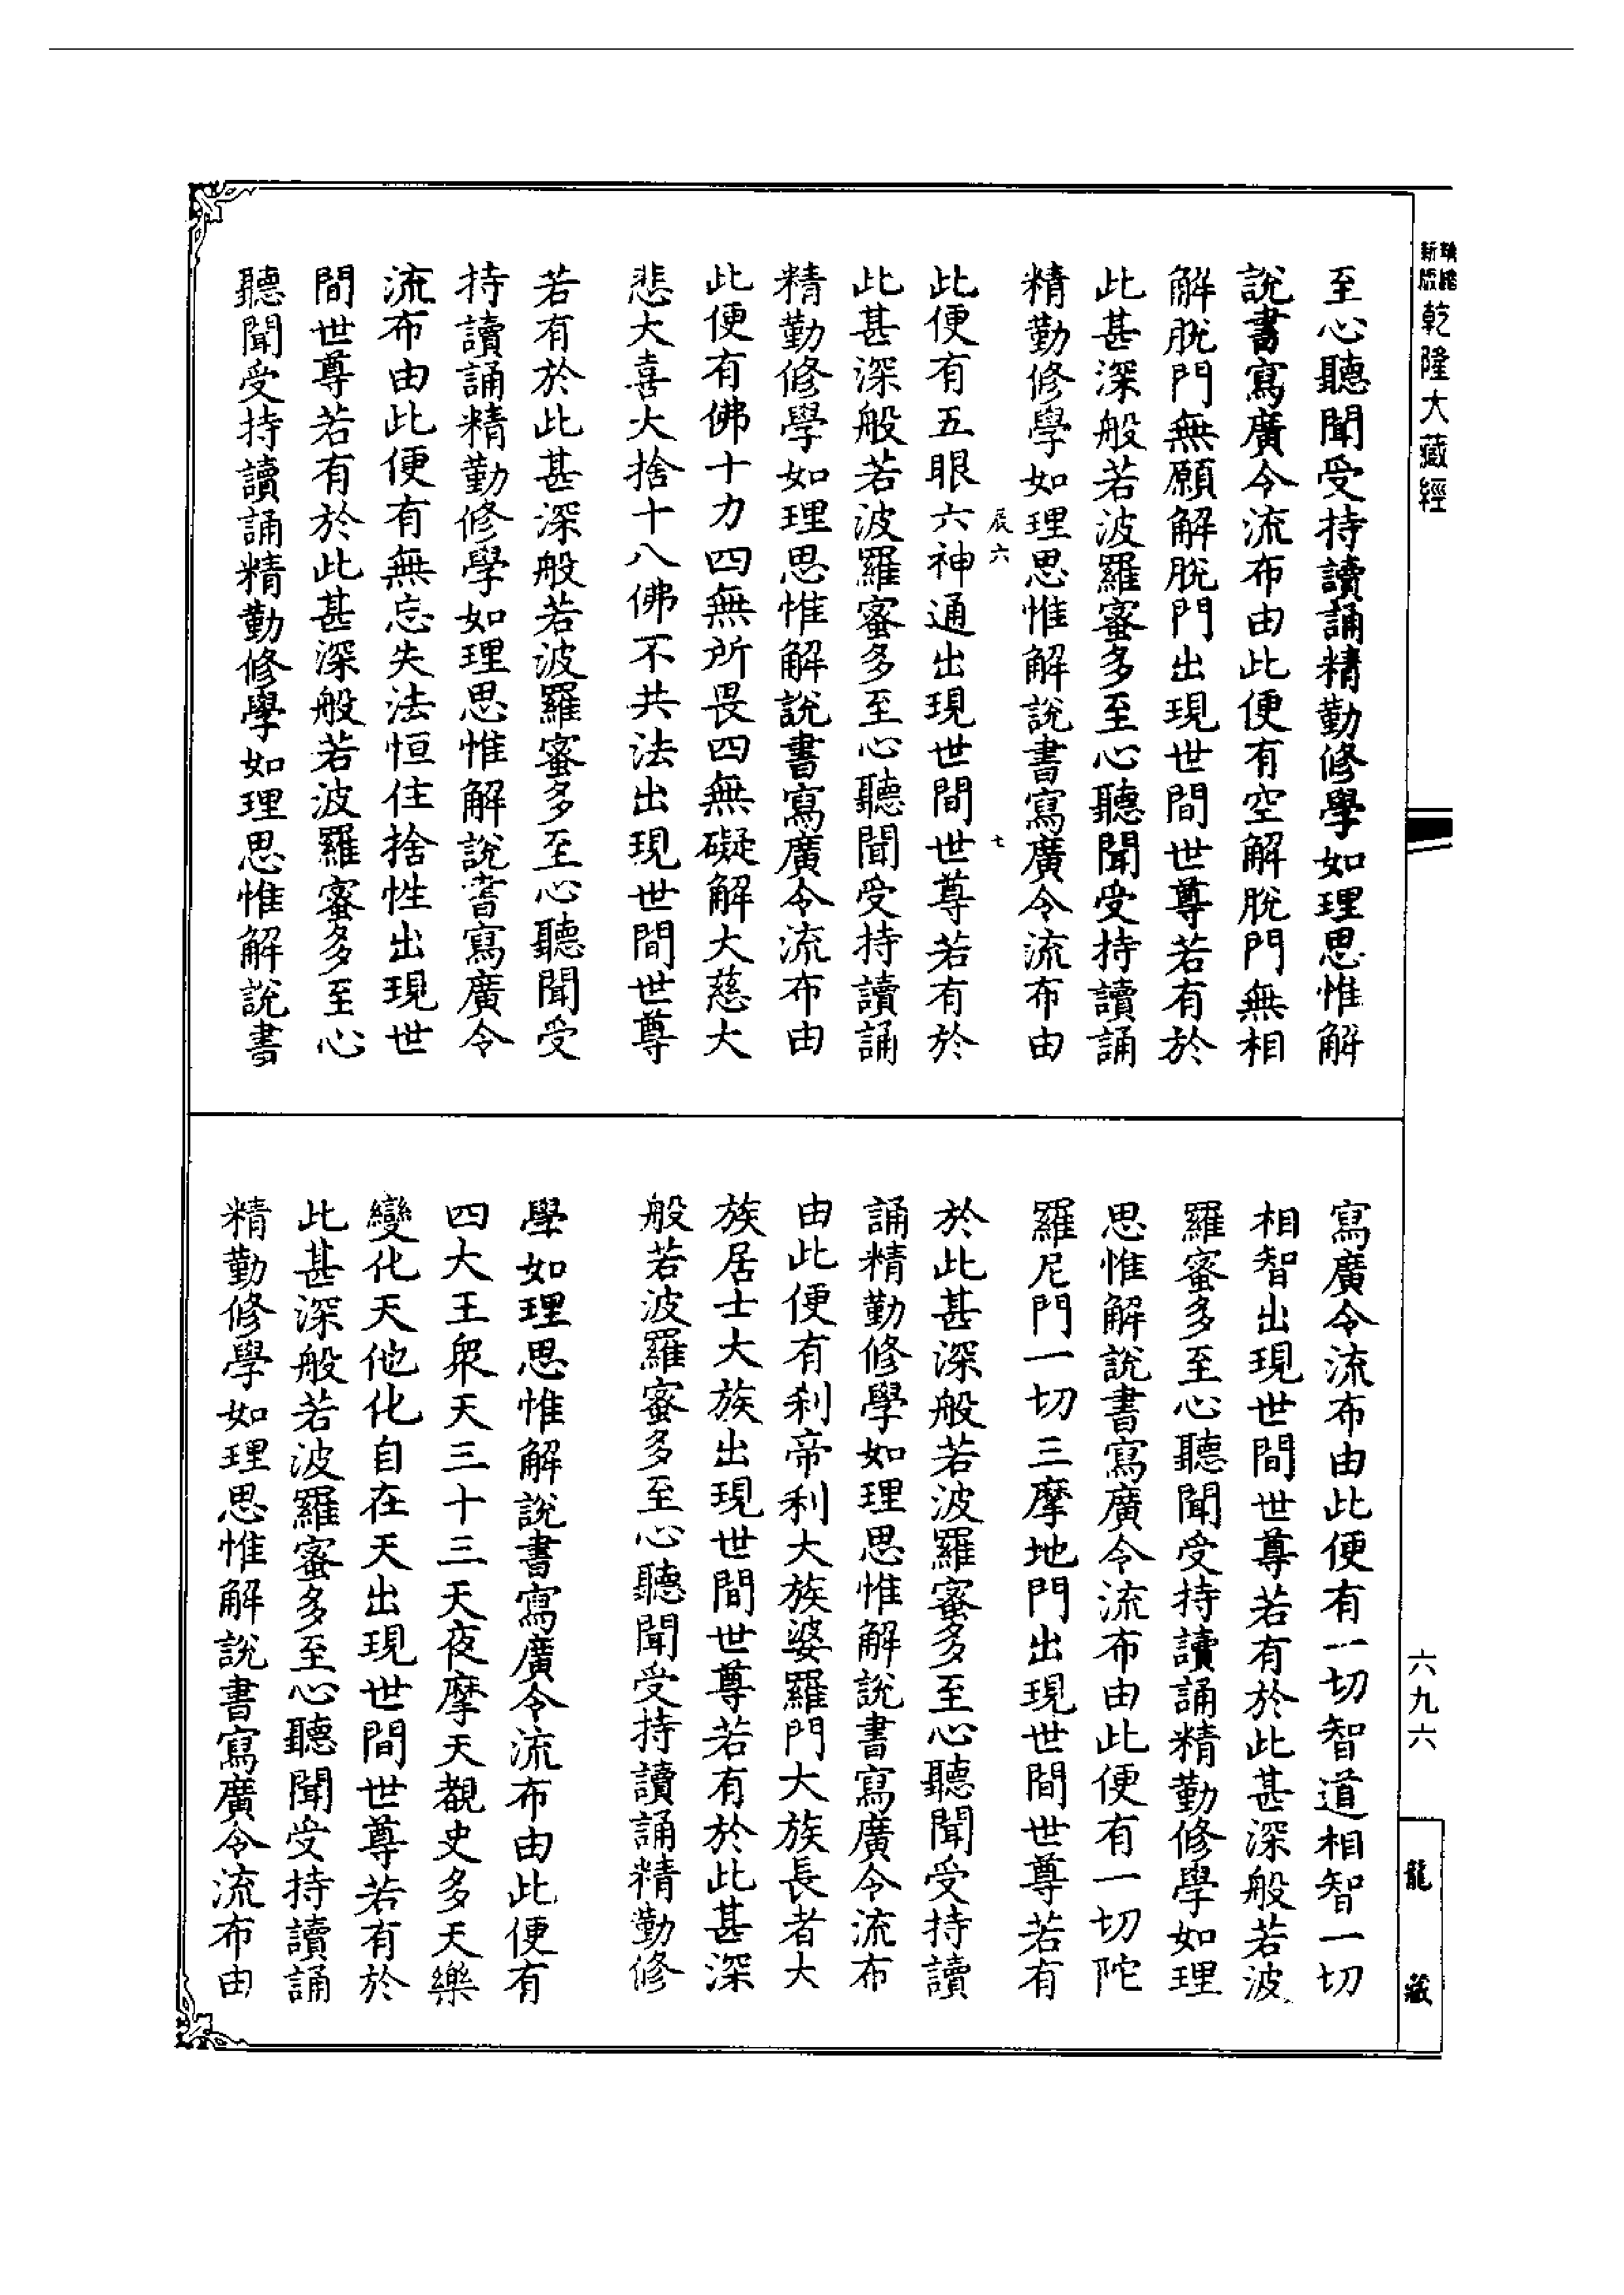 新版
乾隆大藏經
至心聽聞受持讀誦精勤修學如理思惟解
說書寫廣令流布由此便有空解脫門無相
解脫門無願解脫門出現世間世尊若有於
此甚深般若波羅蜜多至心聽聞受持讀誦
精勤修學如理思惟解說書寫廣令流布由
辰六
七
此便有五眼六神通出現世間世尊若有於
此甚深般若波羅蜜多至心聽聞受持讀誦
精勤修學如理思惟解說書寫廣令流布由
此便有佛十力四無所畏四無礙解大慈大
悲大喜大捨十八佛不共法出現世間世尊
若有於此甚深般若波羅蜜多至心聽聞受
持讀誦精勤修學如理思惟解說書寫廣令
流布由此便有無忘失法恒住捨性出現世
間世尊若有於此甚深般若波羅蜜多至心
聽聞受持讀誦精勤修學如理思惟解說書
寫廣令流布由此便有一切智道相智一切
相智出現世間世尊若有於此甚深般若波
羅蜜多至心聽聞受持讀誦精勤修學如理
思惟解說書寫廣令流布由此便有一切陀
羅尼門一切三摩地門出現世間世尊若有
於此甚深般若波羅蜜多至心聽聞受持讀
誦精勤修學如理思惟解說書寫廣令流布
由此便有剎帝利大族婆羅門大族長者大
族居士大族出現世間世尊若有於此甚深
般若波羅蜜多至心聽聞受持讀誦精勤修
學如理思惟解說書寫廣令流布由此便有
四大王眾天三十三天夜摩天覩史多天樂
變化天他化自在天出現世間世尊若有於
此甚深般若波羅蜜多至心聽聞受持讀誦
精勤修學如理思惟解說書寫廣令流布由
六九六
龍藏